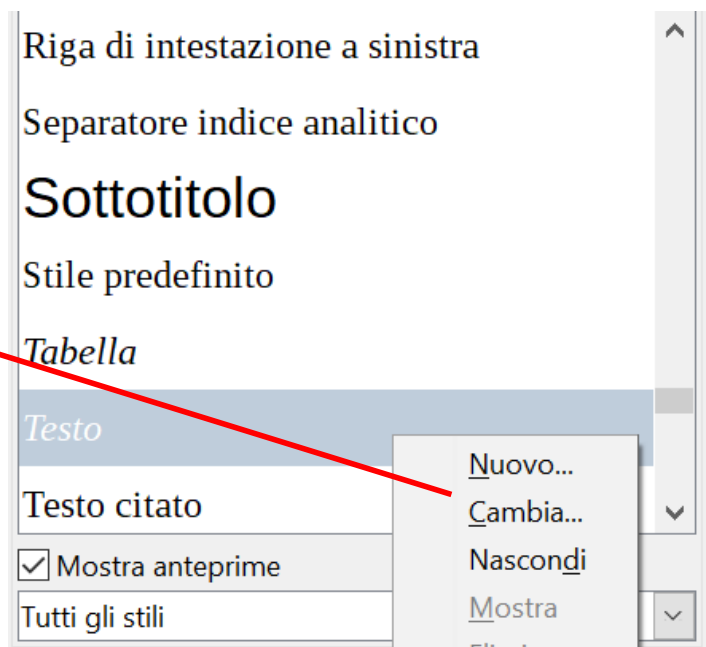 Riga di intestazione a sinistra
Separatore indice analitico
Sottotitolo
Stile predefinito
Tabella
Testo
Nuovo...
Testo citato
Cambia...
Mostra anteprime
Nascondi
Tutti gli stili
Mostra